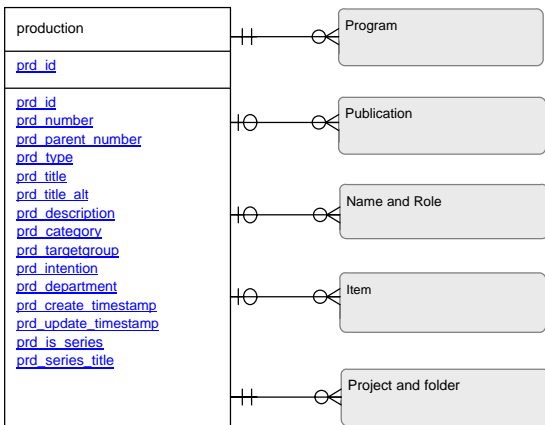 production
prd_id
prd_id
prd_number
prd_parent_number
prd_type
prd_title
prd_title_alt
prd_description
prd_category
prd_targetgroup
prd_intention
prd_department
prd_create_timestamp
prd_update_timestamp
prd_is_series
prd_series_title
Program
Publication
Name and Role
Item
Project and folder